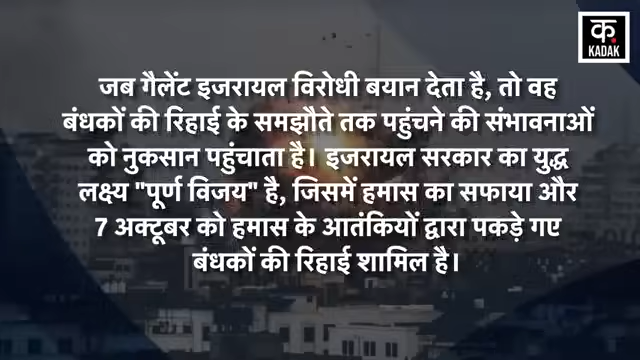 क.
KADAK
जब गैलेंट इजरायल विरोधी बयान देता है, तो वह
बंधकों की रिहाई के समझौते तक पहुंचने की संभावनाओं
को नुकसान पहुंचाता है। इजरायल सरकार का युद्ध
लक्ष्य "पूर्ण विजय" है, जिसमें हमास का सफाया और
7 अक्टूबर को हमास के आतंकियों द्वारा पकड़े गए
बंधकों की रिहाई शामिल है।